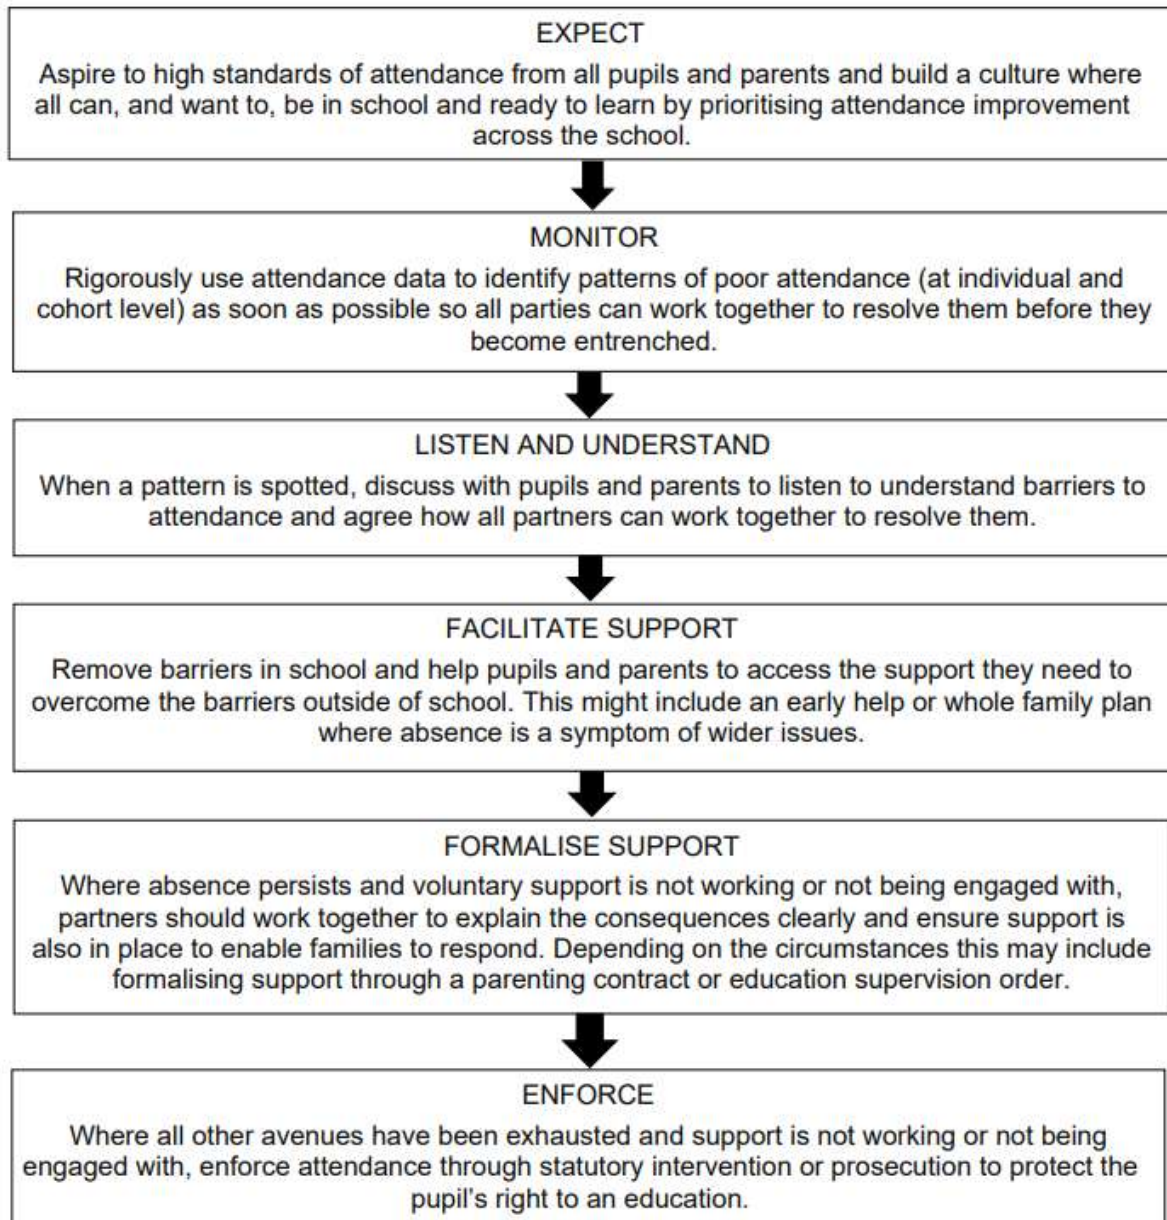 EXPECT
Aspire to high standards of attendance from all pupils and parents and build a culture where
all can, and want to, be in school and ready to learn by prioritising attendance improvement
across the school.
MONITOR
Rigorously use attendance data to identify patterns of poor attendance (at individual and
cohort level) as soon as possible so all parties can work together to resolve them before they
become entrenched.
LISTEN AND UNDERSTAND
When a pattern is spotted, discuss with pupils and parents to listen to understand barriers to
attendance and agree how all partners can work together to resolve them.
FACILITATE SUPPORT
Remove barriers in school and help pupils and parents to access the support they need to
overcome the barriers outside of school. This might include an early help or whole family plan
where absence is a symptom of wider issues.
FORMALISE SUPPORT
Where absence persists and voluntary support is not working or not being engaged with,
partners should work together to explain the consequences clearly and ensure support is
also in place to enable families to respond. Depending on the circumstances this may include
formalising support through a parenting contract or education supervision order.
ENFORCE
Where all other avenues have been exhausted and support is not working or not being
engaged with, enforce attendance through statutory intervention or prosecution to protect the
pupil's right to an education.